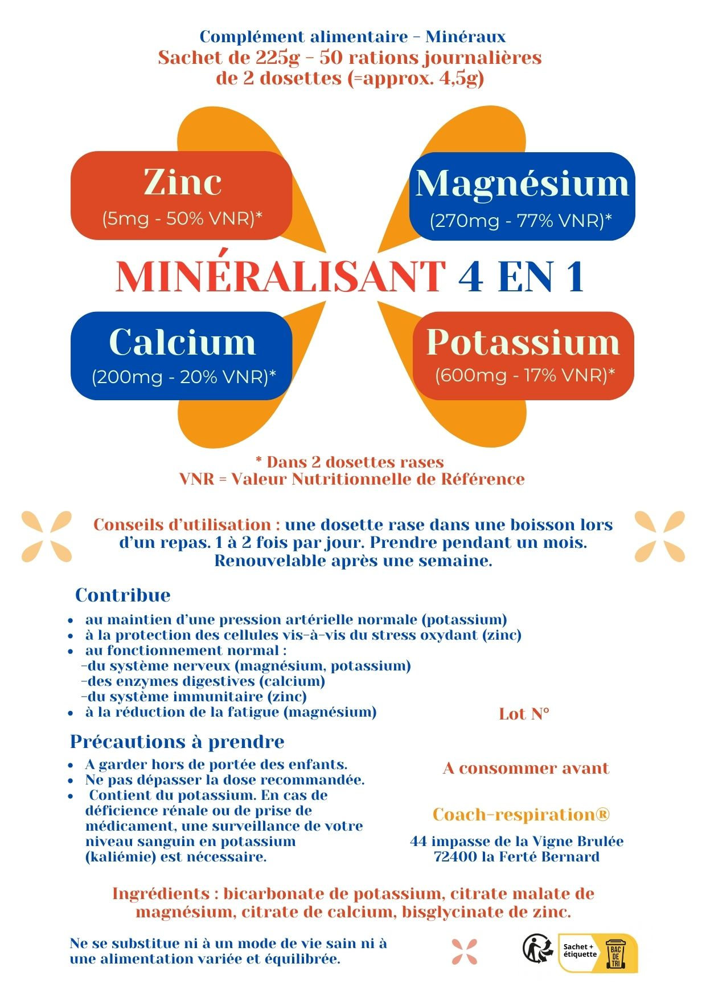 Complément alimentaire - Minéraux
Sachet de 225g - 50 rations journalières
de 2 dosettes (=approx. 4,5g)
Zinc
(5mg - 50% VNR)*
Magnésium
(270mg - 77% VNR)*
MINÉRALISANT 4 EN 1
Calcium
(200mg - 20% VNR)*
Potassium
(600mg - 17% VNR)*
* Dans 2 dosettes rases
VNR = Valeur Nutritionnelle de Référence
Conseils d'utilisation : une dosette rase dans une boisson lors
d'un repas. 1 à 2 fois par jour. Prendre pendant un mois.
Renouvelable après une semaine.
Contribue
• au maintien d'une pression artérielle normale (potassium)
• à la protection des cellules vis-à-vis du stress oxydant (zinc)
• au fonctionnement normal :
-du système nerveux (magnésium, potassium)
-des enzymes digestives (calcium)
-du système immunitaire (zinc)
• à la réduction de la fatigue (magnésium)
Lot N°
Précautions à prendre
• A garder hors de portée des enfants.
• Ne pas dépasser la dose recommandée.
• Contient du potassium. En cas de
déficience rénale ou de prise de
médicament, une surveillance de votre
niveau sanguin en potassium
(kaliémie) est nécessaire.
A consommer avant
Coach-respiration®
44 impasse de la Vigne Brulée
72400 la Ferté Bernard
Ingrédients : bicarbonate de potassium, citrate malate de
magnésium, citrate de calcium, bisglycinate de zinc.
Ne se substitue ni à un mode de vie sain ni à
une alimentation variée et équilibrée.
Sachet +
étiquette
BAC
DE
TRI